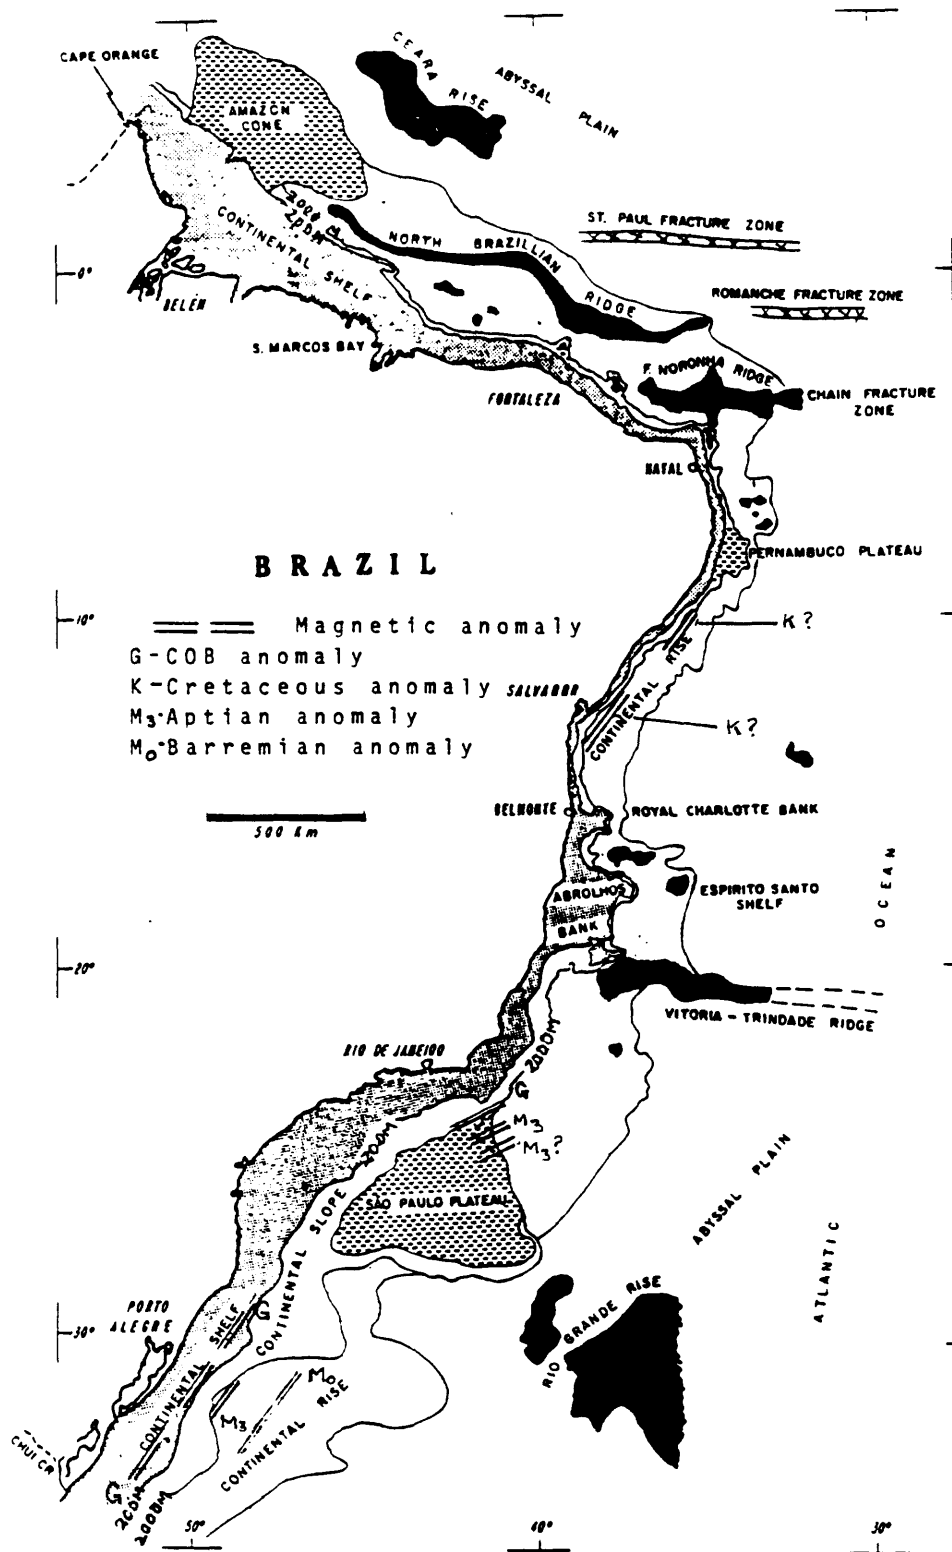 CAPE ORANGE
CEARA RISE
ABYSSAL PLAIN
AMAZON
CONE
ST. PAUL FRACTURE ZONE
2000
200M
CONTINENTAL SHELF
NORTH BRAZILLIAN RIDGE
0°
ROMANCHE FRACTURE ZONE
BELÉM
S. MARCOS BAY
F. NORONHA RIDGE
FORTALEZA
CHAIN FRACTURE
ZONE
NATAL
PERNAMBUCO PLATEAU
BRAZIL
10°
K?
Magnetic anomaly
G-COB anomaly
K-Cretaceous anomaly
M3-Aptian anomaly
M0-Barremian anomaly
SALVADOR
CONTINENTAL RISE
K?
500 Km
BELMONTE
ROYAL CHARLOTTE BANK
ABROLHOS
BANK
ESPIRITO SANTO
SHELF
OCEAN
20°
VITORIA - TRINDADE RIDGE
RIO DE JANEIRO
2000M
G
200M
M3
M3?
SÃO PAULO PLATEAU
CONTINENTAL SLOPE
ABYSSAL PLAIN
ATLANTIC
PORTO
ALEGRE
G
CONTINENTAL SHELF
30°
RIO GRANDE RISE
M0
M3
CONTINENTAL RISE
CHUI CR
G
200M
2000M
50°
40°
30°